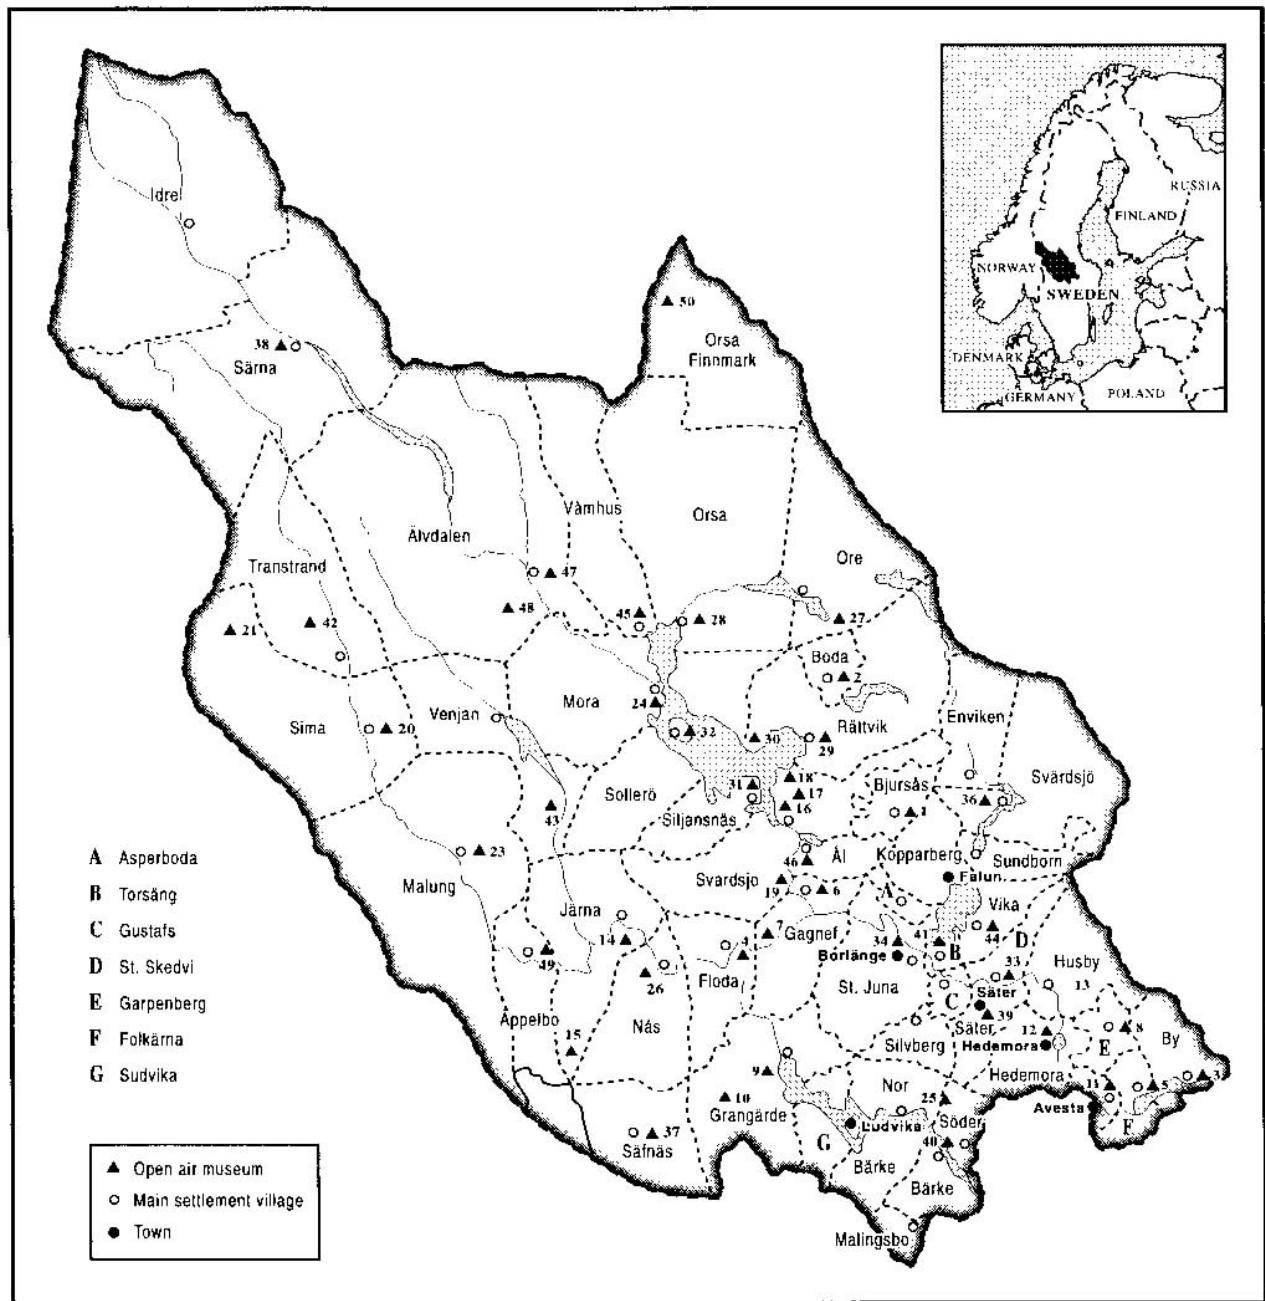 Idre
38
Särna
50
Orsa
Finnmark
RUSSIA
FINLAND
NORWAY
SWEDEN
DENMARK
GERMANY
POLAND
Våmhus
Orsa
Älvdalen
Ore
Transtrand
47
48
45
28
27
21
42
Boda
2
Mora
24
Venjan
Sima
20
32
30
Rättvik
29
Enviken
Svärdsjö
31
18
17
16
Bjursås
1
36
Sollerö
Siljansnäs
43
23
Malung
46
Ål
Kopparberg
Sundborn
Falun
Svardsjo
19
6
A
Vika
A Asperboda
B Torsång
C Gustafs
D St. Skedvi
E Garpenberg
F Folkärna
G Sudvika
Järna
14
7
Gagnef
34
41
B
44
D
49
4
Borlänge
33
Husby
13
26
Floda
St. Juna
C
Säter
Appelbo
15
Nås
39
Säter
12
8
Silvberg
Hedemora
E
By
9
Nor
Hedemora
11
5
3
10
Grangärde
25
Avesta
F
37
Säfnäs
Ludvika
Söder
40
G
Bärke
Bärke
Malingsbo
Open air museum
Main settlement village
Town